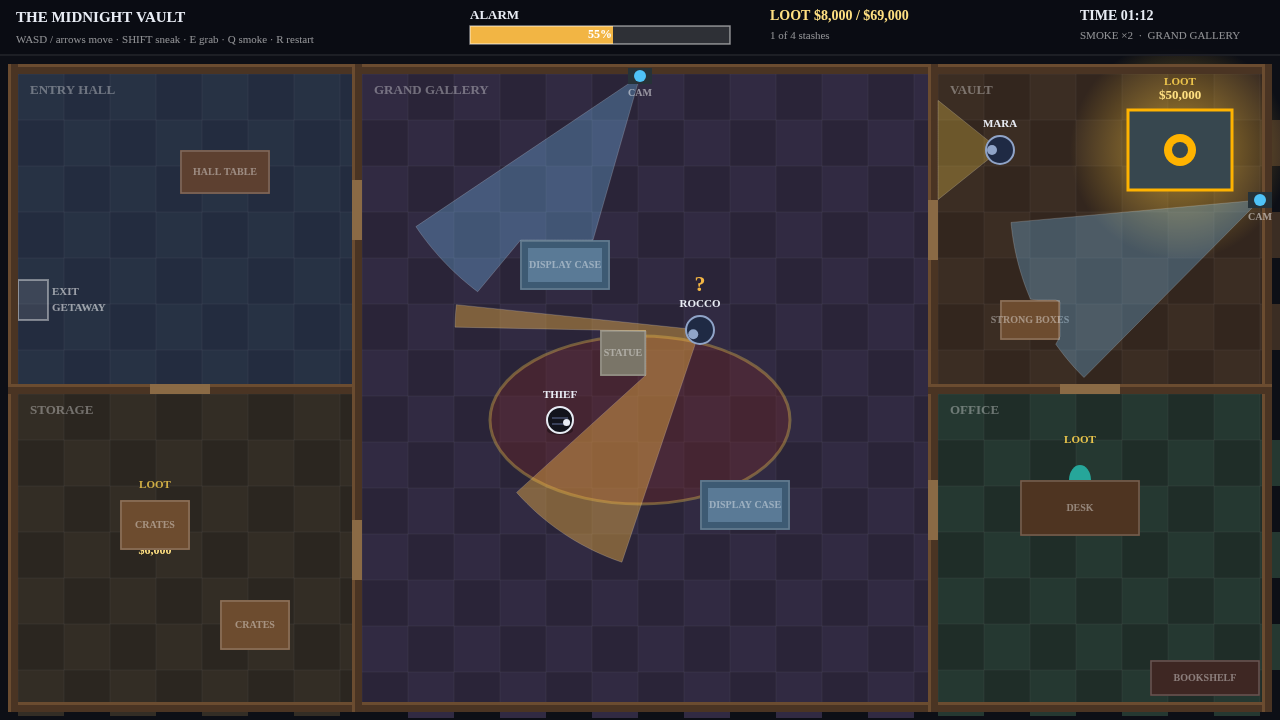 THE MIDNIGHT VAULT
WASD / arrows move · SHIFT sneak · E grab · Q smoke · R restart
ALARM
55%
LOOT $8,000 / $69,000
1 of 4 stashes
TIME 01:12
SMOKE ×2 · GRAND GALLERY
ENTRY HALL
HALL TABLE
EXIT
GETAWAY
GRAND GALLERY
CAM
DISPLAY CASE
?
ROCCO
STATUE
THIEF
DISPLAY CASE
VAULT
MARA
LOOT
$50,000
CAM
STRONG BOXES
STORAGE
LOOT
CRATES
$6,000
CRATES
OFFICE
LOOT
DESK
BOOKSHELF